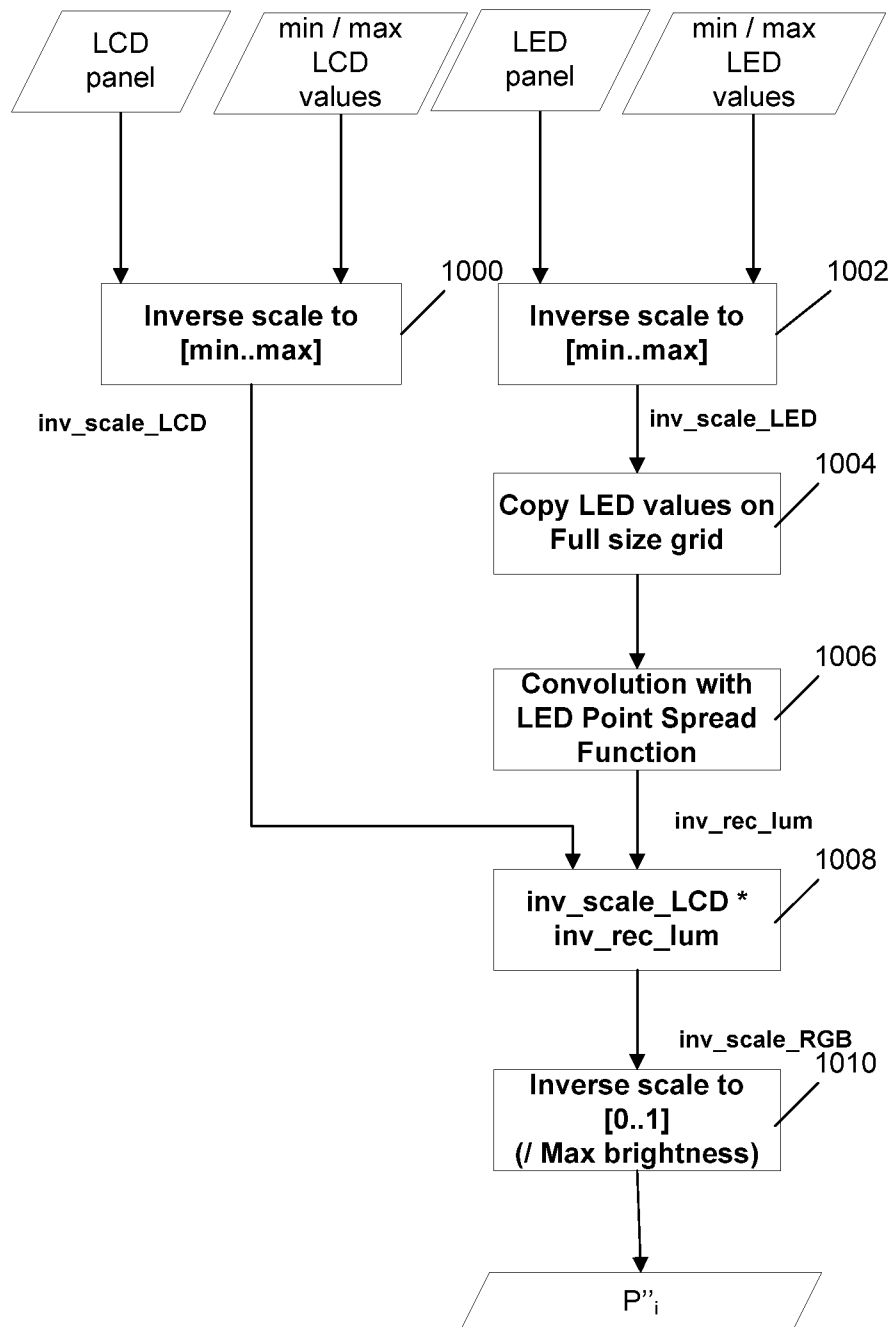 LCD
panel
min / max
LCD
values
LED
panel
min / max
LED
values
1000
1002
Inverse scale to
[min..max]
Inverse scale to
[min..max]
inv_scale_LCD
inv_scale_LED
1004
Copy LED values on
Full size grid
1006
Convolution with
LED Point Spread
Function
inv_rec_lum
1008
inv_scale_LCD *
inv_rec_lum
inv_scale_RGB
1010
Inverse scale to
[0..1]
(/ Max brightness)
P’’i